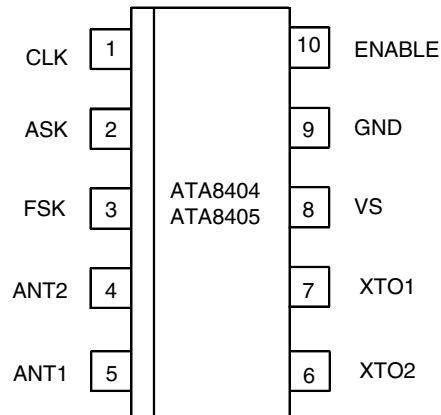 CLK 1 10 ENABLE
ASK 2 9 GND
FSK 3 ATA8404 8 VS
ATA8405
ANT2 4 7 XTO1
ANT1 5 6 XTO2